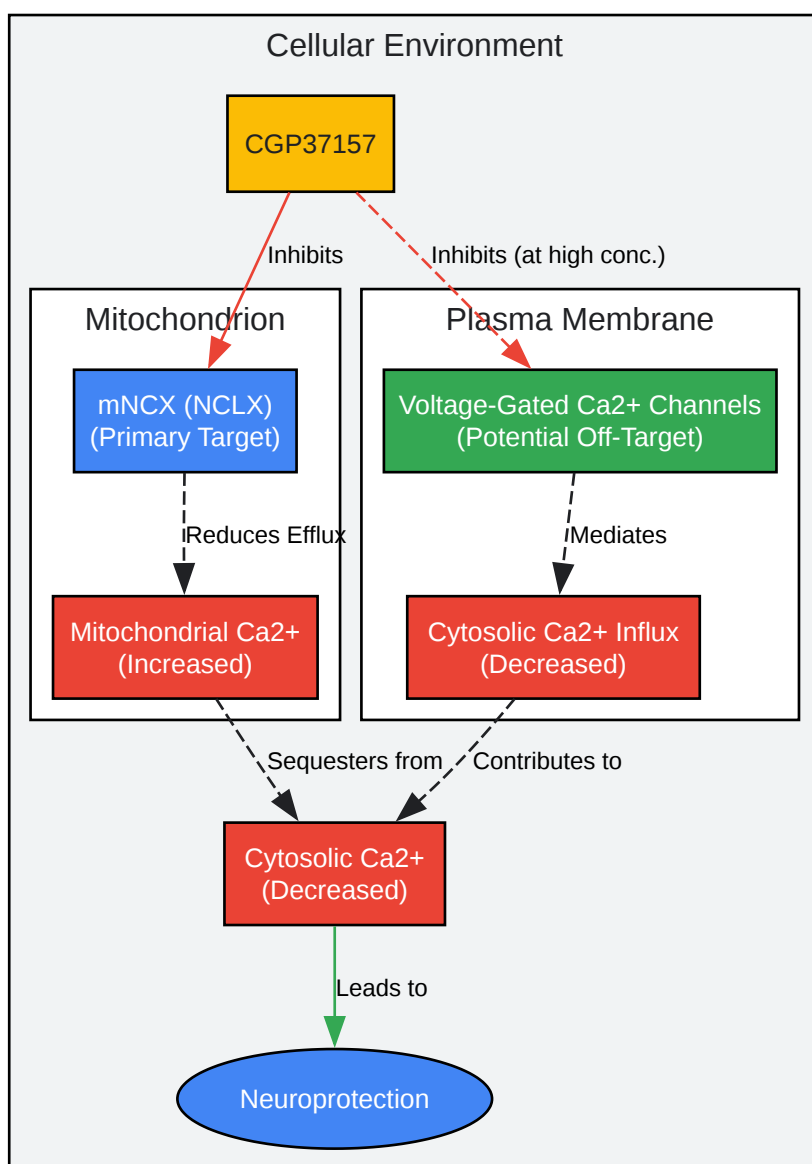 Cellular Environment
CGP37157
Inhibits
Inhibits (at high conc.)
Mitochondrion
Plasma Membrane
mNCX (NCLX)
(Primary Target)
Voltage-Gated Ca2+ Channels
(Potential Off-Target)
Reduces Efflux
Mediates
Mitochondrial Ca2+
(Increased)
Cytosolic Ca2+ Influx
(Decreased)
Sequesters from
Contributes to
Cytosolic Ca2+
(Decreased)
Leads to
Neuroprotection